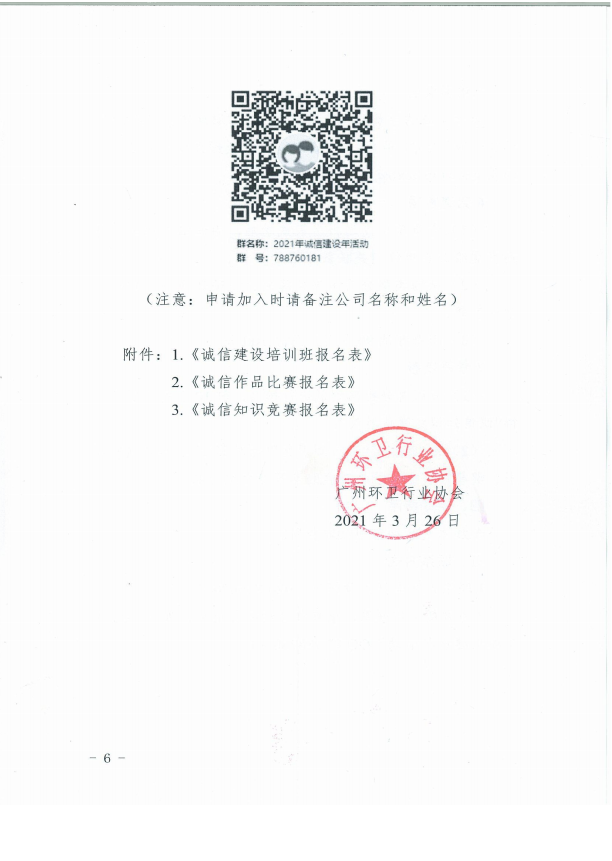 群名称：2021年诚信建设年活动
群　号：788760181
（注意：申请加入时请备注公司名称和姓名）
附件：1.《诚信建设培训班报名表》
2.《诚信作品比赛报名表》
3.《诚信知识竞赛报名表》
广州环卫行业协会
广州环卫行业协会
2021 年 3 月 26 日
- 6 -